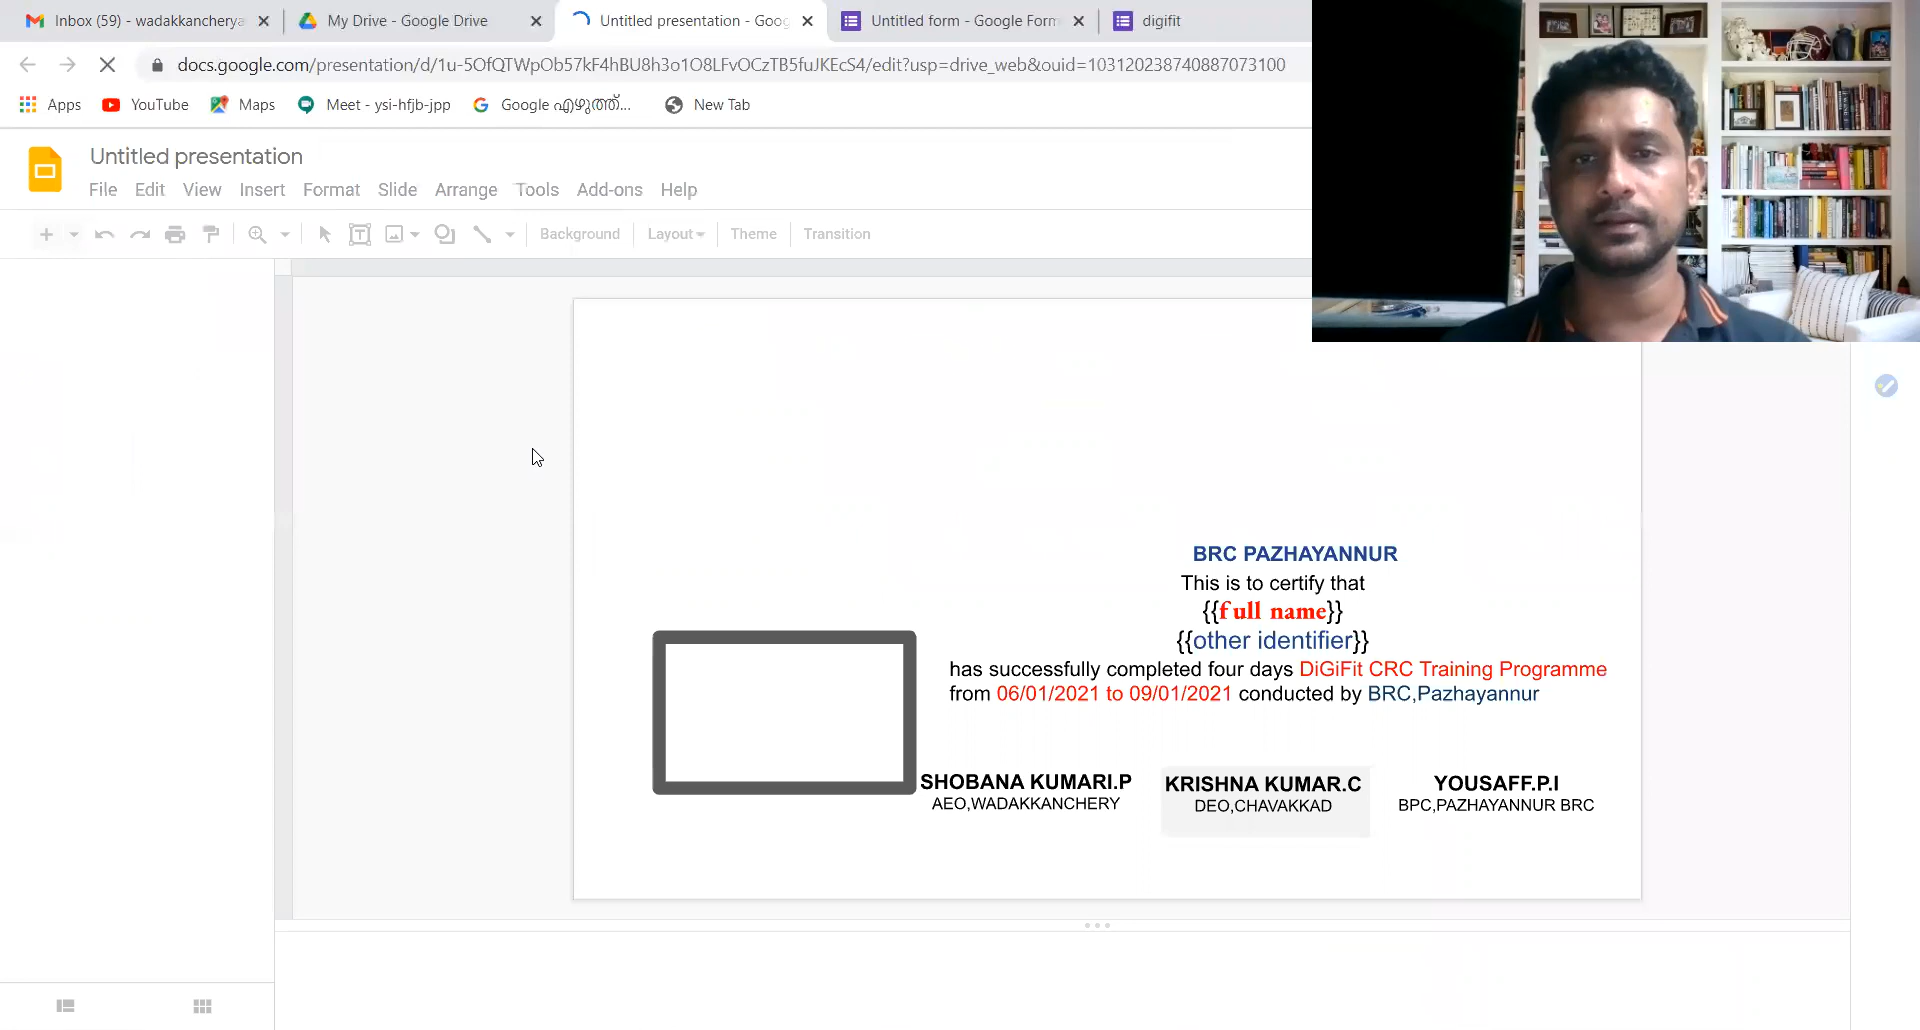 Inbox (59) - wadakkancherya
My Drive - Google Drive
Untitled presentation - Goog
Untitled form - Google Form
digifit
docs.google.com/presentation/d/1u-5OfQTWpOb57kF4hBU8h3o1O8LFvOCzTB5fuJKEcS4/edit?usp=drive_web&ouid=103120238740887073100
Apps YouTube Maps Meet - ysi-hfjb-jpp Google എഴുത്ത്... New Tab
Untitled presentation
File Edit View Insert Format Slide Arrange Tools Add-ons Help
Background Layout Theme Transition
BRC PAZHAYANNUR
This is to certify that
{{full name}}
{{other identifier}}
has successfully completed four days DiGiFit CRC Training Programme
from 06/01/2021 to 09/01/2021 conducted by BRC,Pazhayannur
SHOBANA KUMARI.P
AEO,WADAKKANCHERY
KRISHNA KUMAR.C
DEO,CHAVAKKAD
YOUSAFF.P.I
BPC,PAZHAYANNUR BRC